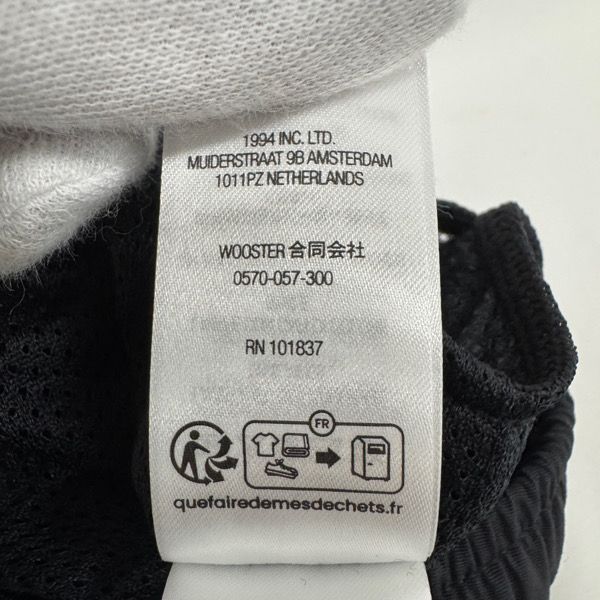 1994 INC. LTD.
MUIDERSTRAAT 9B AMSTERDAM
1011PZ NETHERLANDS
WOOSTER 合同会社
0570-057-300
RN 101837
FR
quefairedemesdechets.fr